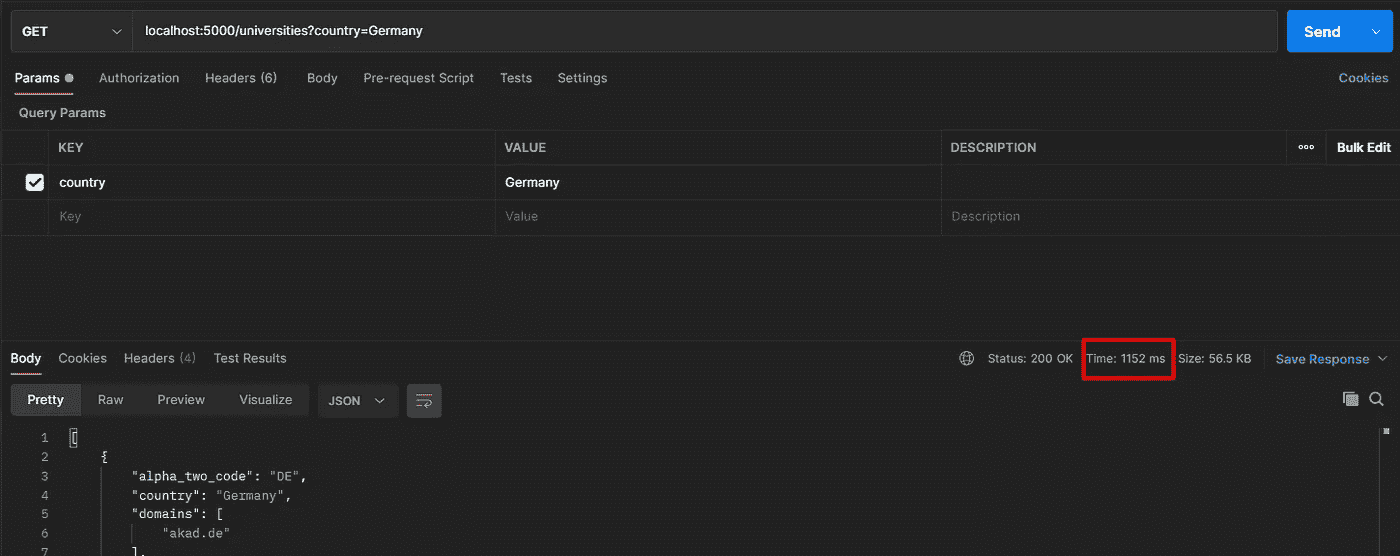 GET localhost:5000/universities?country=Germany Send
Params Authorization Headers (6) Body Pre-request Script Tests Settings Cookies
Query Params
KEY VALUE DESCRIPTION ooo Bulk Edit
country Germany
Key Value Description
Body Cookies Headers (4) Test Results Status: 200 OK Time: 1152 ms Size: 56.5 KB Save Response
Pretty Raw Preview Visualize JSON
1 [
2 {
3 "alpha_two_code": "DE",
4 "country": "Germany",
5 "domains": [
6 "akad.de"
7 ],